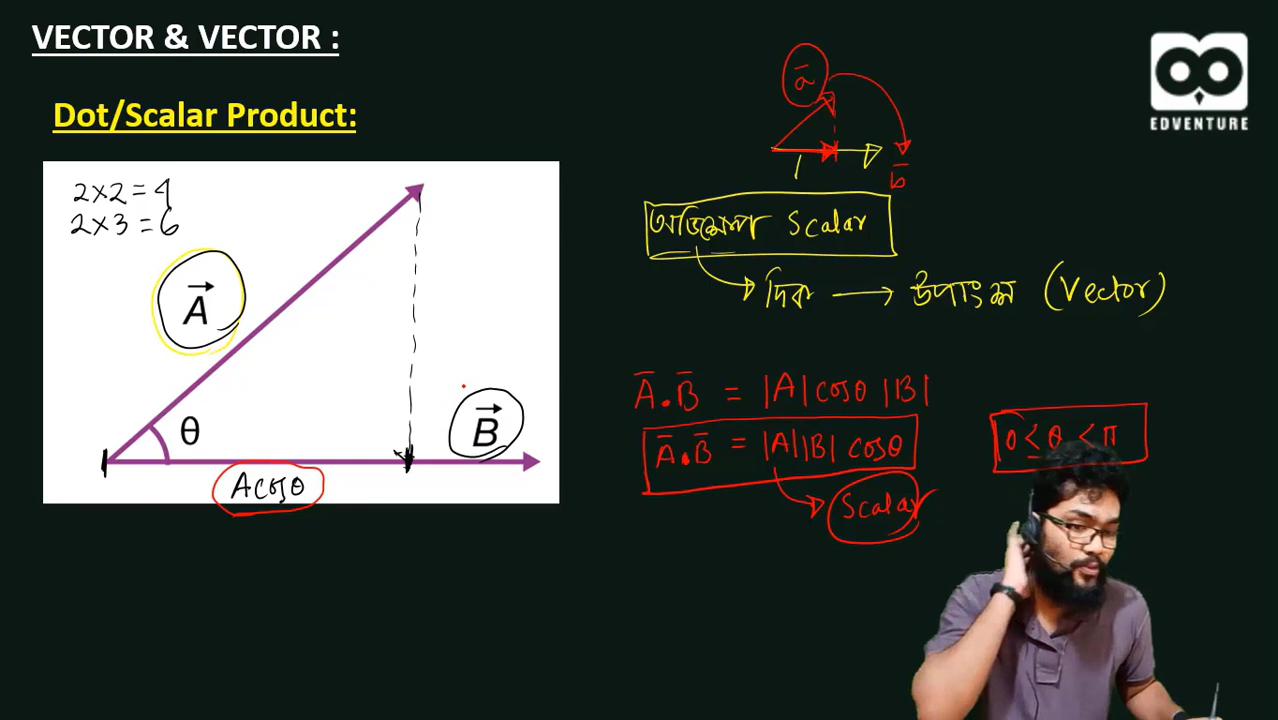 VECTOR & VECTOR :
Dot/Scalar Product:
2×2 = 4
2×3 = 6
A⃗
θ
B⃗
Acosθ
a̅
b̅
l
অভিক্ষেপ Scalar
দিক → উপাংশ (Vector)
A̅.B̅ = |A|cosθ |B|
A̅.B̅ = |A||B| cosθ
Scalar
0 ≤ θ ≤ π
EDVENTURE